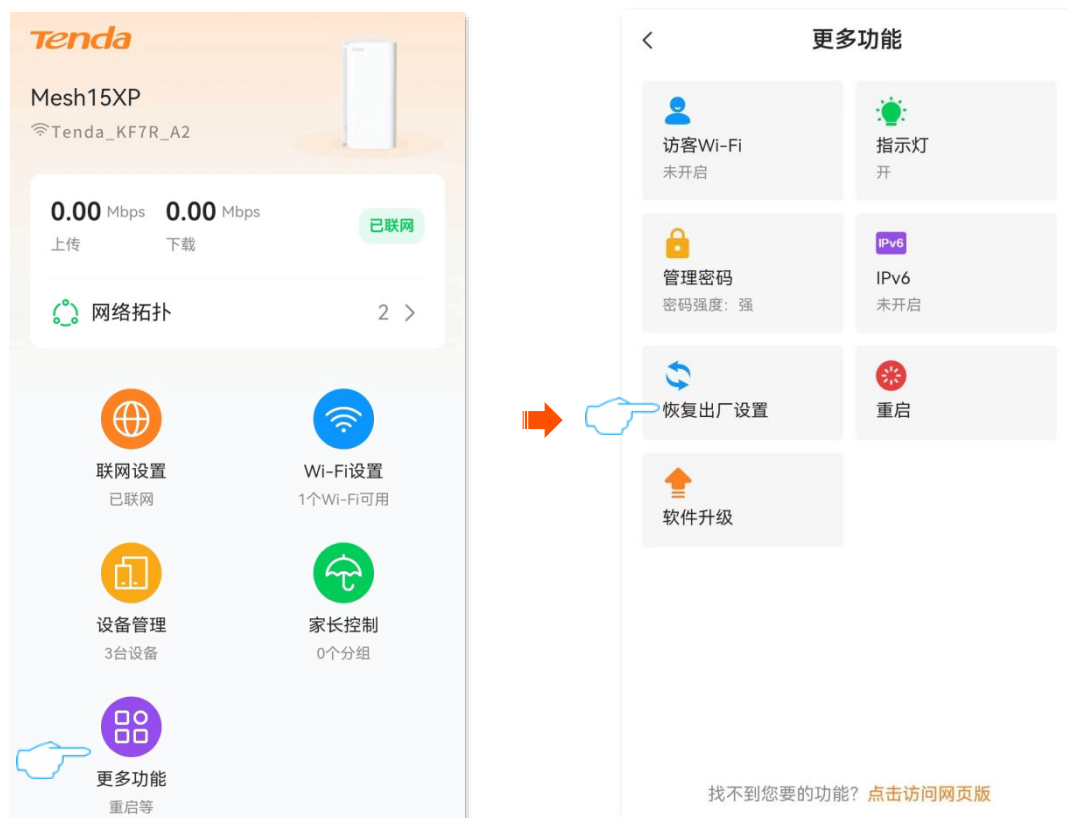 Tenda
Mesh15XP
Tenda_KF7R_A2
0.00 Mbps 0.00 Mbps
上传 下载
已联网
网络拓扑 2
联网设置
已联网
Wi-Fi设置
1个Wi-Fi可用
设备管理
3台设备
家长控制
0个分组
更多功能
重启等
更多功能
访客Wi-Fi
未开启
指示灯
开
管理密码
密码强度：强
IPv6
IPv6
未开启
恢复出厂设置
重启
软件升级
找不到您要的功能？点击访问网页版